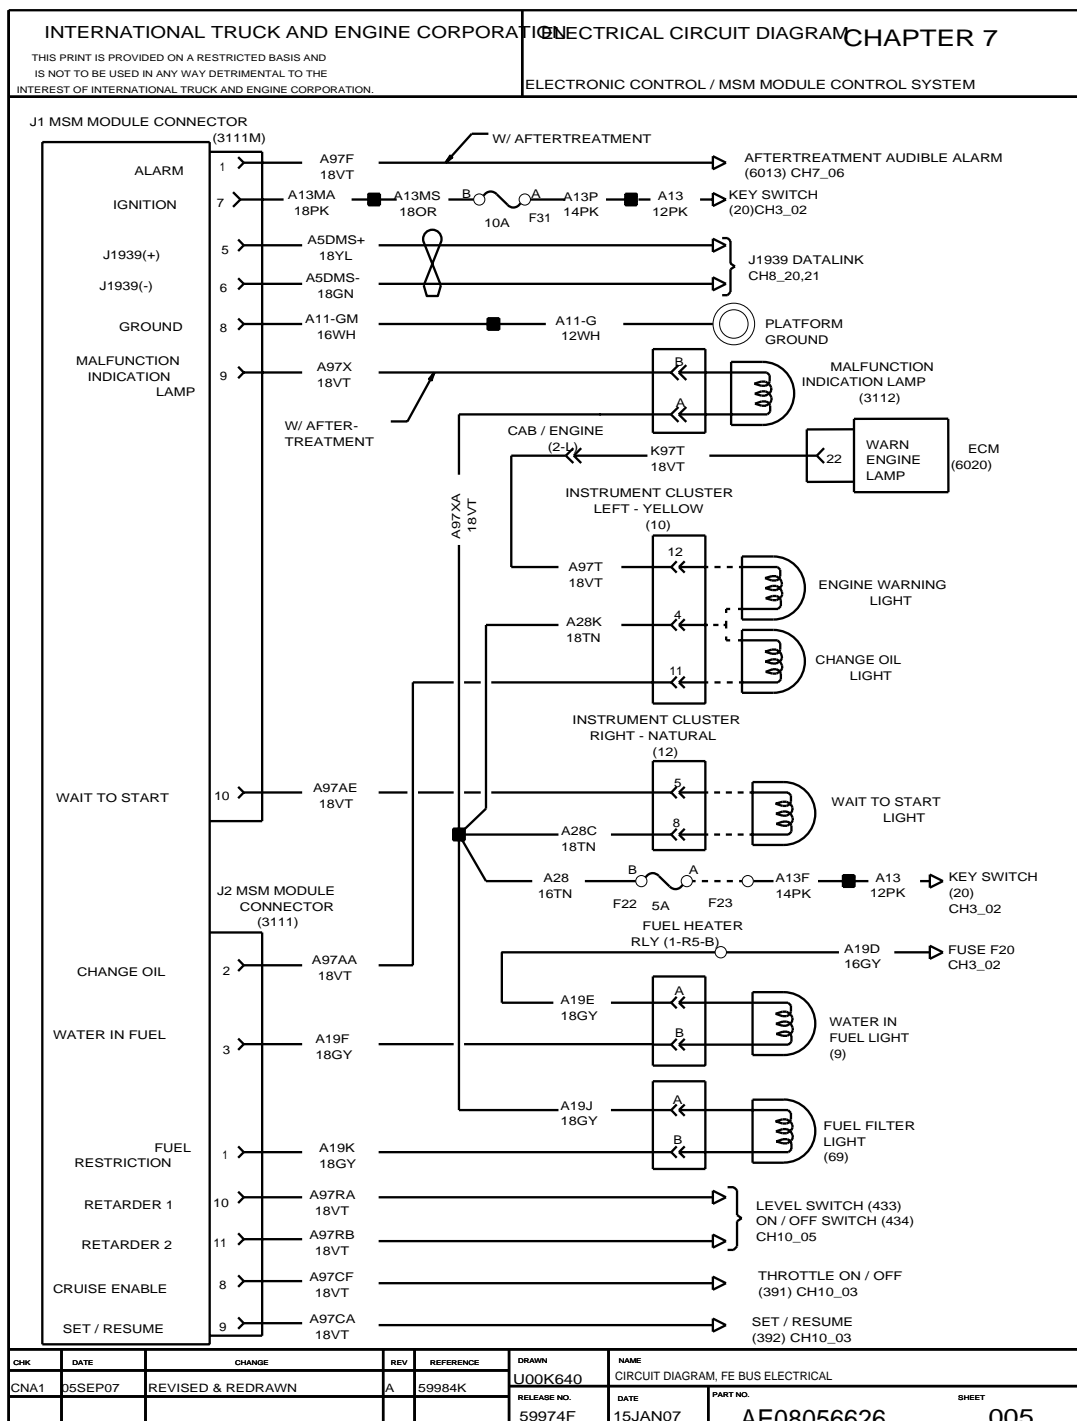 INTERNATIONAL TRUCK AND ENGINE CORPORATION
THIS PRINT IS PROVIDED ON A RESTRICTED BASIS AND
IS NOT TO BE USED IN ANY WAY DETRIMENTAL TO THE
INTEREST OF INTERNATIONAL TRUCK AND ENGINE CORPORATION.
ELECTRICAL CIRCUIT DIAGRAM
CHAPTER 7
ELECTRONIC CONTROL / MSM MODULE CONTROL SYSTEM
J1 MSM MODULE CONNECTOR
(3111M)
ALARM
1
A97F
18VT
W/ AFTERTREATMENT
AFTERTREATMENT AUDIBLE ALARM
(6013) CH7_06
IGNITION
7
A13MA
18PK
A13MS
18OR
B
A
10A
F31
A13P
14PK
A13
12PK
KEY SWITCH
(20)CH3_02
J1939(+)
5
A5DMS+
18YL
J1939(-)
6
A5DMS-
18GN
J1939 DATALINK
CH8_20,21
GROUND
8
A11-GM
16WH
A11-G
12WH
PLATFORM
GROUND
MALFUNCTION
INDICATION
LAMP
9
A97X
18VT
W/ AFTER-
TREATMENT
B
A
MALFUNCTION
INDICATION LAMP
(3112)
CAB / ENGINE
(2-L)
K97T
18VT
22
WARN
ENGINE
LAMP
ECM
(6020)
A97XA
18VT
INSTRUMENT CLUSTER
LEFT - YELLOW
(10)
A97T
18VT
12
ENGINE WARNING
LIGHT
A28K
18TN
4
11
CHANGE OIL
LIGHT
INSTRUMENT CLUSTER
RIGHT - NATURAL
(12)
WAIT TO START
10
A97AE
18VT
5
WAIT TO START
LIGHT
A28C
18TN
8
A28
16TN
B
A
F22
5A
F23
A13F
14PK
A13
12PK
KEY SWITCH
(20)
CH3_02
J2 MSM MODULE
CONNECTOR
(3111)
FUEL HEATER
RLY (1-R5-B)
A19D
16GY
FUSE F20
CH3_02
CHANGE OIL
2
A97AA
18VT
A19E
18GY
A
WATER IN FUEL
3
A19F
18GY
B
WATER IN
FUEL LIGHT
(9)
A19J
18GY
A
FUEL FILTER
LIGHT
(69)
FUEL
RESTRICTION
1
A19K
18GY
B
RETARDER 1
10
A97RA
18VT
RETARDER 2
11
A97RB
18VT
LEVEL SWITCH (433)
ON / OFF SWITCH (434)
CH10_05
CRUISE ENABLE
8
A97CF
18VT
THROTTLE ON / OFF
(391) CH10_03
SET / RESUME
9
A97CA
18VT
SET / RESUME
(392) CH10_03
CHK DATE CHANGE REV REFERENCE
CNA1 05SEP07 REVISED & REDRAWN A 59984K
DRAWN
U00K640
NAME
CIRCUIT DIAGRAM, FE BUS ELECTRICAL
RELEASE NO.
59974F
DATE
15JAN07
PART NO.
AE08056626
SHEET
005